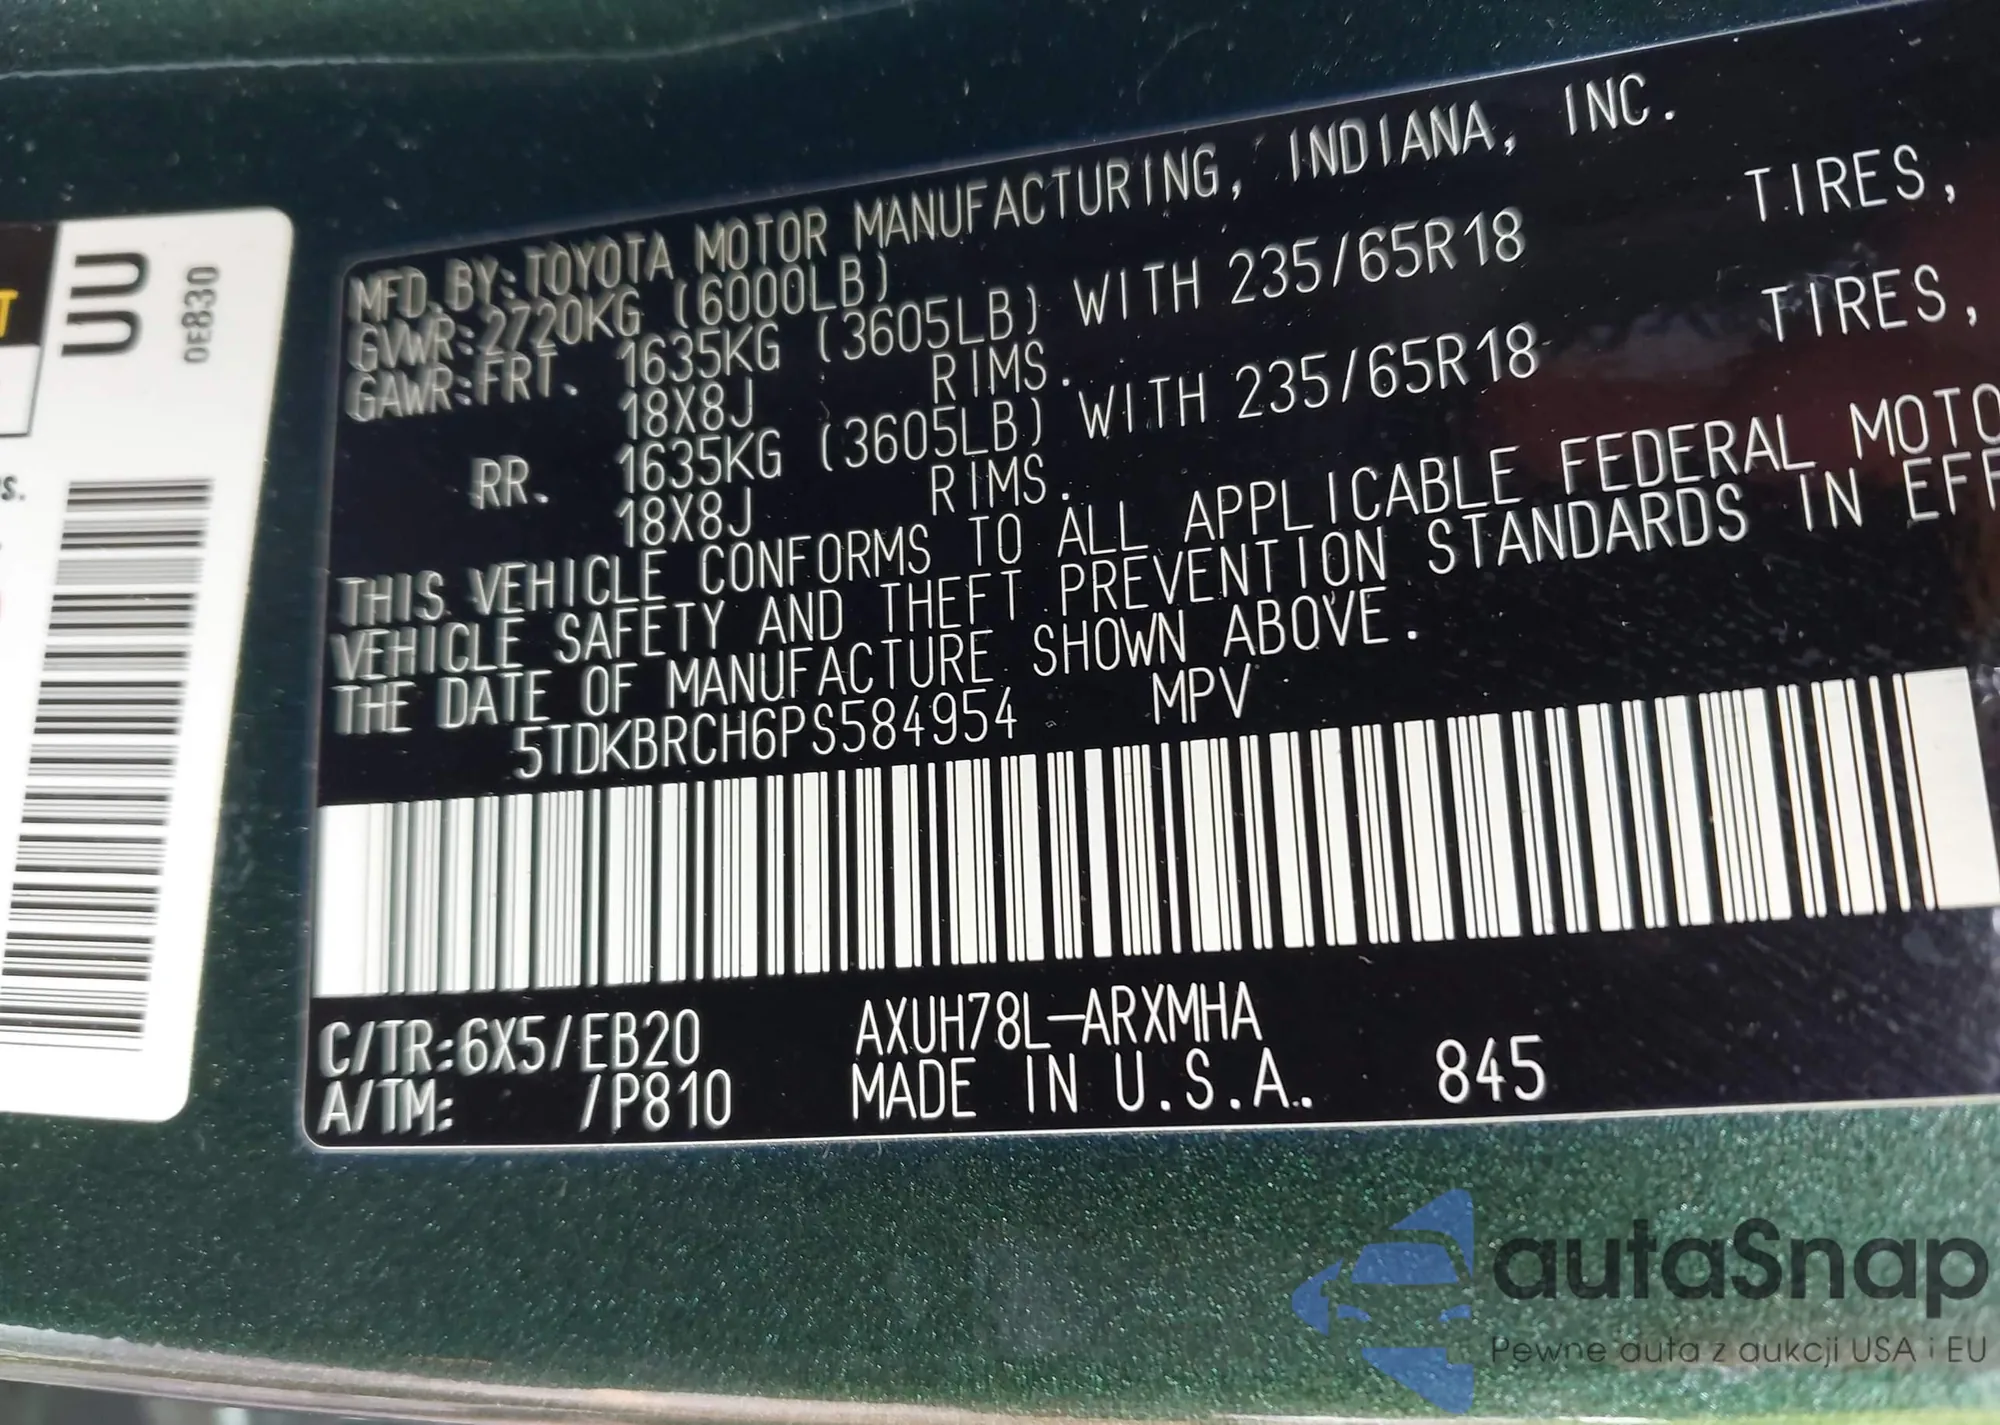 MFD. BY: TOYOTA MOTOR MANUFACTURING, INDIANA, INC.
GVWR: 2720KG (6000LB) TIRES,
GAWR: FRT. 1635KG (3605LB) WITH 235/65R18
18X8J RIMS. TIRES,
RR. 1635KG (3605LB) WITH 235/65R18
18X8J RIMS.
THIS VEHICLE CONFORMS TO ALL APPLICABLE FEDERAL MOTO
VEHICLE SAFETY AND THEFT PREVENTION STANDARDS IN EFF
THE DATE OF MANUFACTURE SHOWN ABOVE.
5TDKBRCH6PS584954 MPV
C/TR: 6X5/EB20 AXUH78L-ARXMHA
A/TM: /P810 MADE IN U.S.A. 845
UU
0E830
T
s.
autaSnap
Pewne auta z aukcji USA i EU